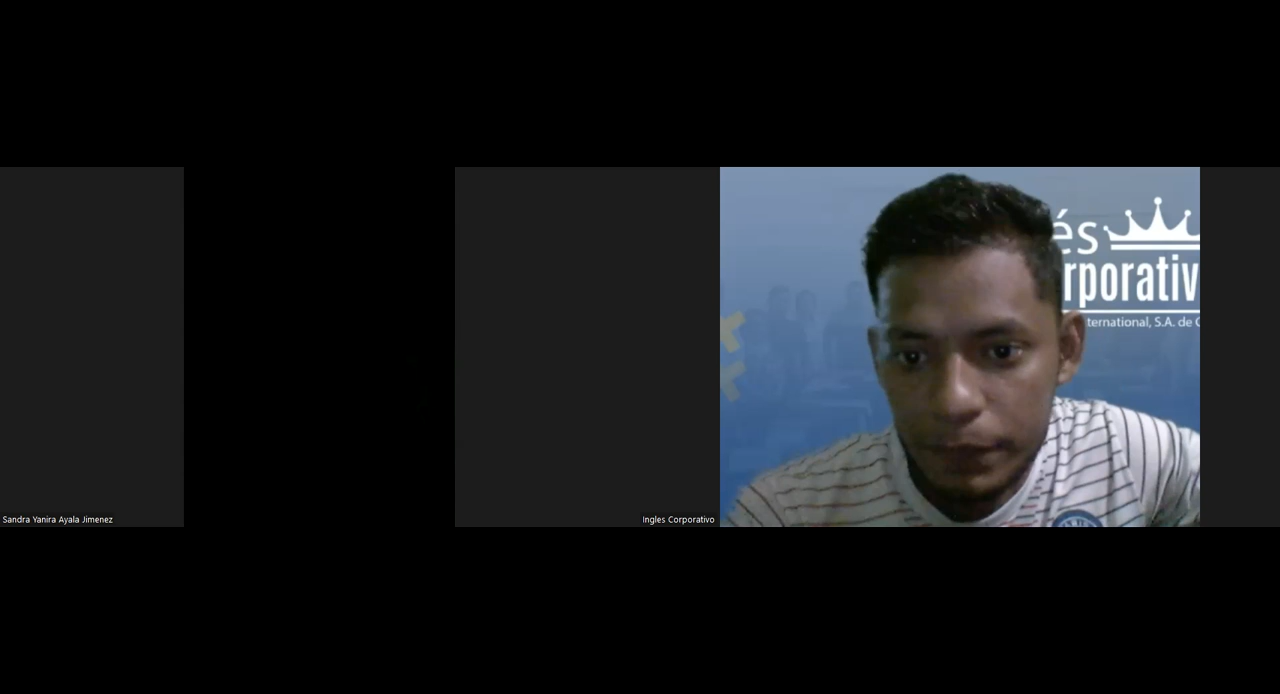 és
rporativ
ternational, S.A. de C
Sandra Yanira Ayala Jimenez
Ingles Corporativo